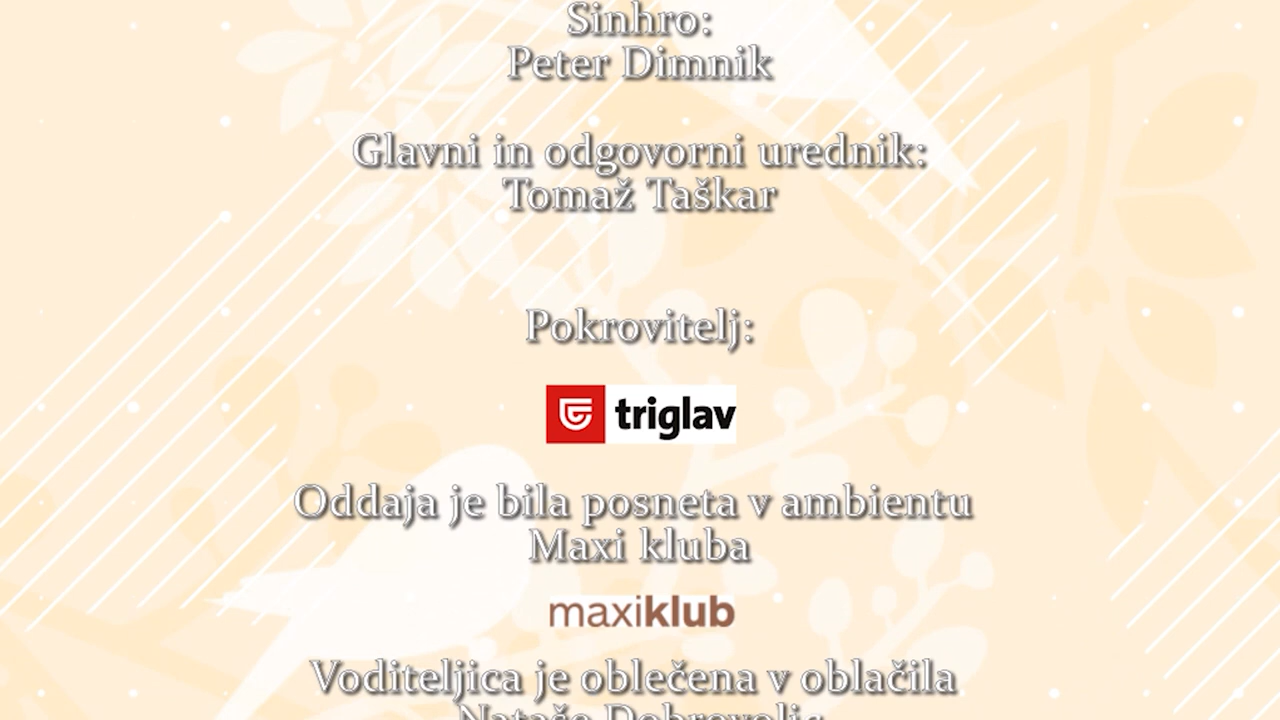 Sinhro:
Peter Dimnik
Glavni in odgovorni urednik:
Tomaž Taškar
Pokrovitelj:
triglav
Oddaja je bila posneta v ambientu
Maxi kluba
maxiklub
Voditeljica je oblečena v oblačila